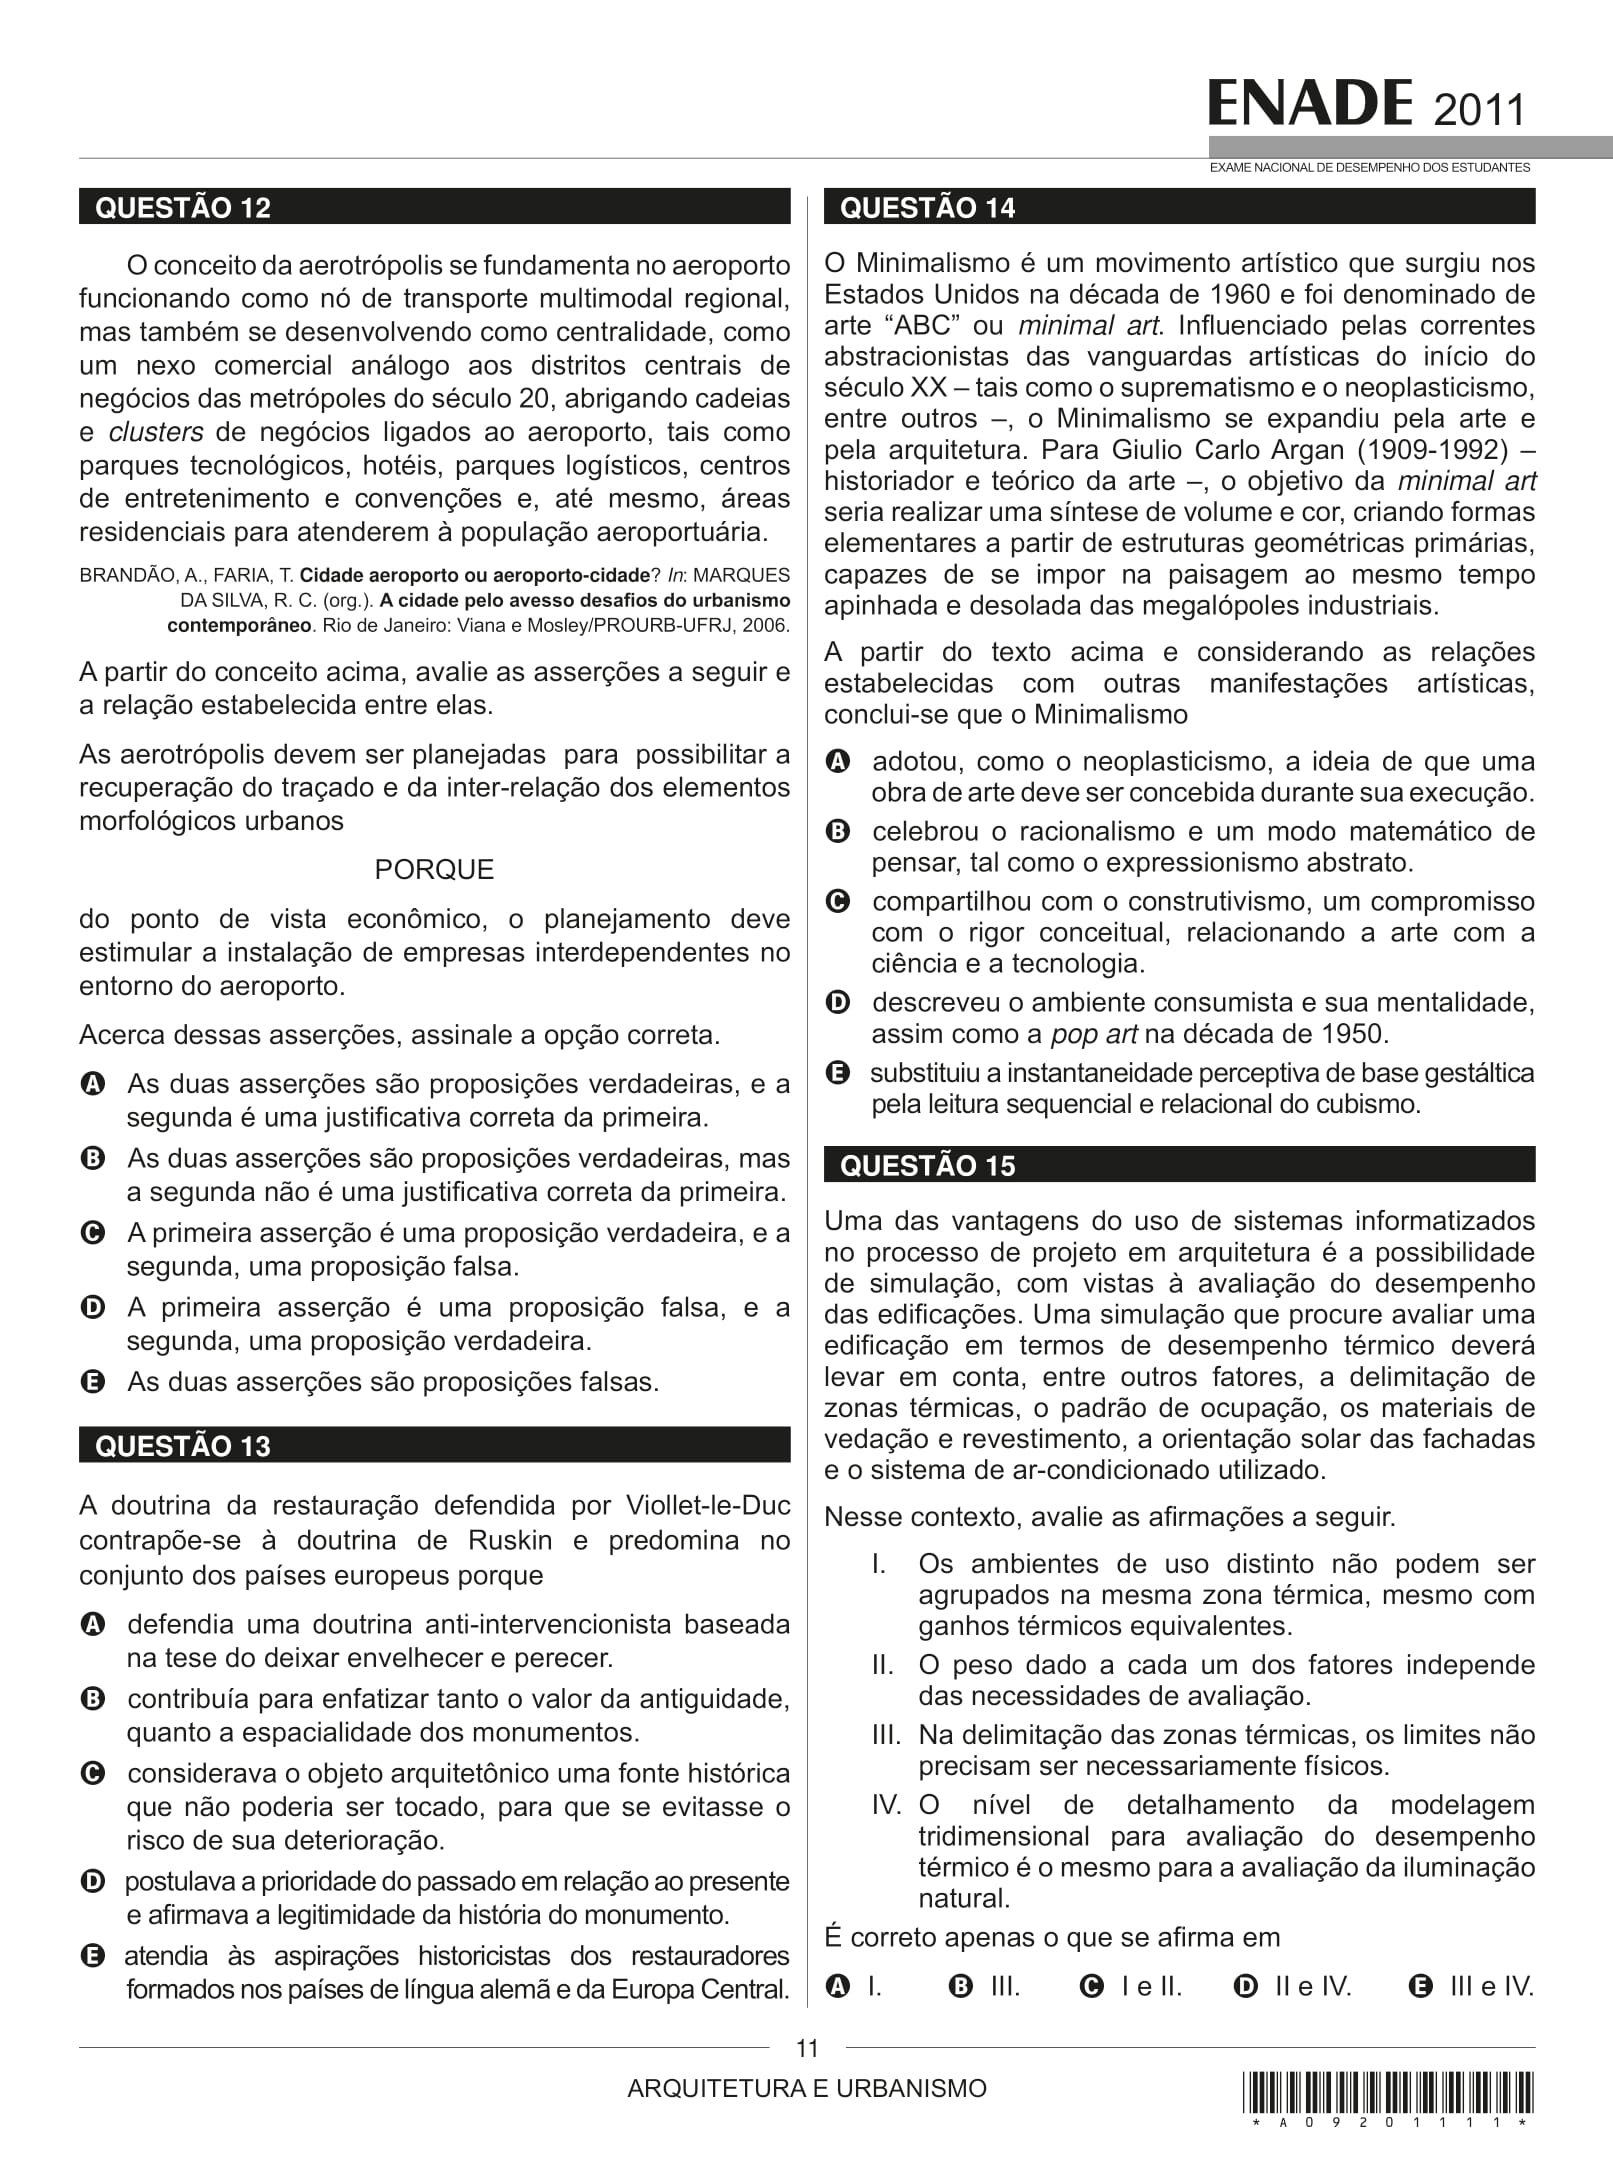 ENADE 2011
EXAME NACIONAL DE DESEMPENHO DOS ESTUDANTES
QUESTÃO 12
O conceito da aerotrópolis se fundamenta no aeroporto
funcionando como nó de transporte multimodal regional,
mas também se desenvolvendo como centralidade, como
um nexo comercial análogo aos distritos centrais de
negócios das metrópoles do século 20, abrigando cadeias
e clusters de negócios ligados ao aeroporto, tais como
parques tecnológicos, hotéis, parques logísticos, centros
de entretenimento e convenções e, até mesmo, áreas
residenciais para atenderem à população aeroportuária.
BRANDÃO, A., FARIA, T. Cidade aeroporto ou aeroporto-cidade? In: MARQUES
DA SILVA, R. C. (org.). A cidade pelo avesso desafios do urbanismo
contemporâneo. Rio de Janeiro: Viana e Mosley/PROURB-UFRJ, 2006.
A partir do conceito acima, avalie as asserções a seguir e
a relação estabelecida entre elas.
As aerotrópolis devem ser planejadas para possibilitar a
recuperação do traçado e da inter-relação dos elementos
morfológicos urbanos
PORQUE
do ponto de vista econômico, o planejamento deve
estimular a instalação de empresas interdependentes no
entorno do aeroporto.
Acerca dessas asserções, assinale a opção correta.
A As duas asserções são proposições verdadeiras, e a
segunda é uma justificativa correta da primeira.
B As duas asserções são proposições verdadeiras, mas
a segunda não é uma justificativa correta da primeira.
C A primeira asserção é uma proposição verdadeira, e a
segunda, uma proposição falsa.
D A primeira asserção é uma proposição falsa, e a
segunda, uma proposição verdadeira.
E As duas asserções são proposições falsas.
QUESTÃO 13
A doutrina da restauração defendida por Viollet-le-Duc
contrapõe-se à doutrina de Ruskin e predomina no
conjunto dos países europeus porque
A defendia uma doutrina anti-intervencionista baseada
na tese do deixar envelhecer e perecer.
B contribuía para enfatizar tanto o valor da antiguidade,
quanto a espacialidade dos monumentos.
C considerava o objeto arquitetônico uma fonte histórica
que não poderia ser tocado, para que se evitasse o
risco de sua deterioração.
D postulava a prioridade do passado em relação ao presente
e afirmava a legitimidade da história do monumento.
E atendia às aspirações historicistas dos restauradores
formados nos países de língua alemã e da Europa Central.
QUESTÃO 14
O Minimalismo é um movimento artístico que surgiu nos
Estados Unidos na década de 1960 e foi denominado de
arte “ABC” ou minimal art. Influenciado pelas correntes
abstracionistas das vanguardas artísticas do início do
século XX – tais como o suprematismo e o neoplasticismo,
entre outros –, o Minimalismo se expandiu pela arte e
pela arquitetura. Para Giulio Carlo Argan (1909-1992) –
historiador e teórico da arte –, o objetivo da minimal art
seria realizar uma síntese de volume e cor, criando formas
elementares a partir de estruturas geométricas primárias,
capazes de se impor na paisagem ao mesmo tempo
apinhada e desolada das megalópoles industriais.
A partir do texto acima e considerando as relações
estabelecidas com outras manifestações artísticas,
conclui-se que o Minimalismo
A adotou, como o neoplasticismo, a ideia de que uma
obra de arte deve ser concebida durante sua execução.
B celebrou o racionalismo e um modo matemático de
pensar, tal como o expressionismo abstrato.
C compartilhou com o construtivismo, um compromisso
com o rigor conceitual, relacionando a arte com a
ciência e a tecnologia.
D descreveu o ambiente consumista e sua mentalidade,
assim como a pop art na década de 1950.
E substituiu a instantaneidade perceptiva de base gestáltica
pela leitura sequencial e relacional do cubismo.
QUESTÃO 15
Uma das vantagens do uso de sistemas informatizados
no processo de projeto em arquitetura é a possibilidade
de simulação, com vistas à avaliação do desempenho
das edificações. Uma simulação que procure avaliar uma
edificação em termos de desempenho térmico deverá
levar em conta, entre outros fatores, a delimitação de
zonas térmicas, o padrão de ocupação, os materiais de
vedação e revestimento, a orientação solar das fachadas
e o sistema de ar-condicionado utilizado.
Nesse contexto, avalie as afirmações a seguir.
I. Os ambientes de uso distinto não podem ser
agrupados na mesma zona térmica, mesmo com
ganhos térmicos equivalentes.
II. O peso dado a cada um dos fatores independe
das necessidades de avaliação.
III. Na delimitação das zonas térmicas, os limites não
precisam ser necessariamente físicos.
IV. O nível de detalhamento da modelagem
tridimensional para avaliação do desempenho
térmico é o mesmo para a avaliação da iluminação
natural.
É correto apenas o que se afirma em
A I. B III. C I e II. D II e IV. E III e IV.
11
ARQUITETURA E URBANISMO
* A 0 9 2 0 1 1 1 1 *